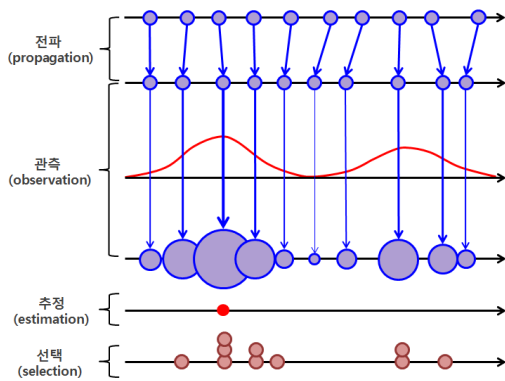 전파
(propagation)
관측
(observation)
추정
(estimation)
선택
(selection)